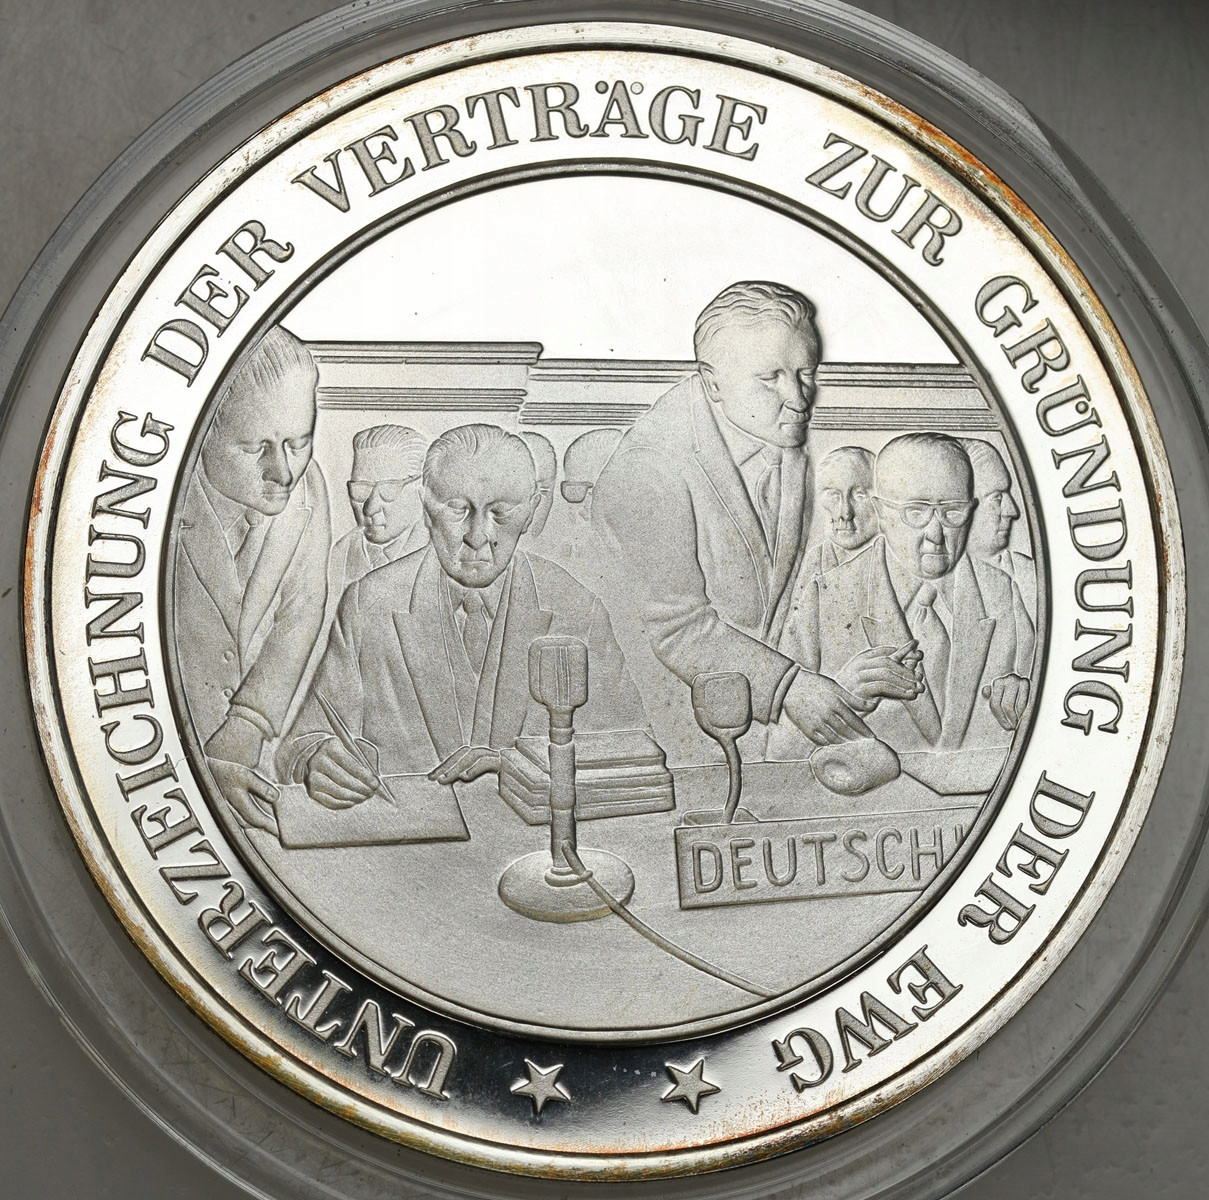 UNTERZEICHNUNG DER VERTRÄGE ZUR GRÜNDUNG DER EWG
DEUTSCHL